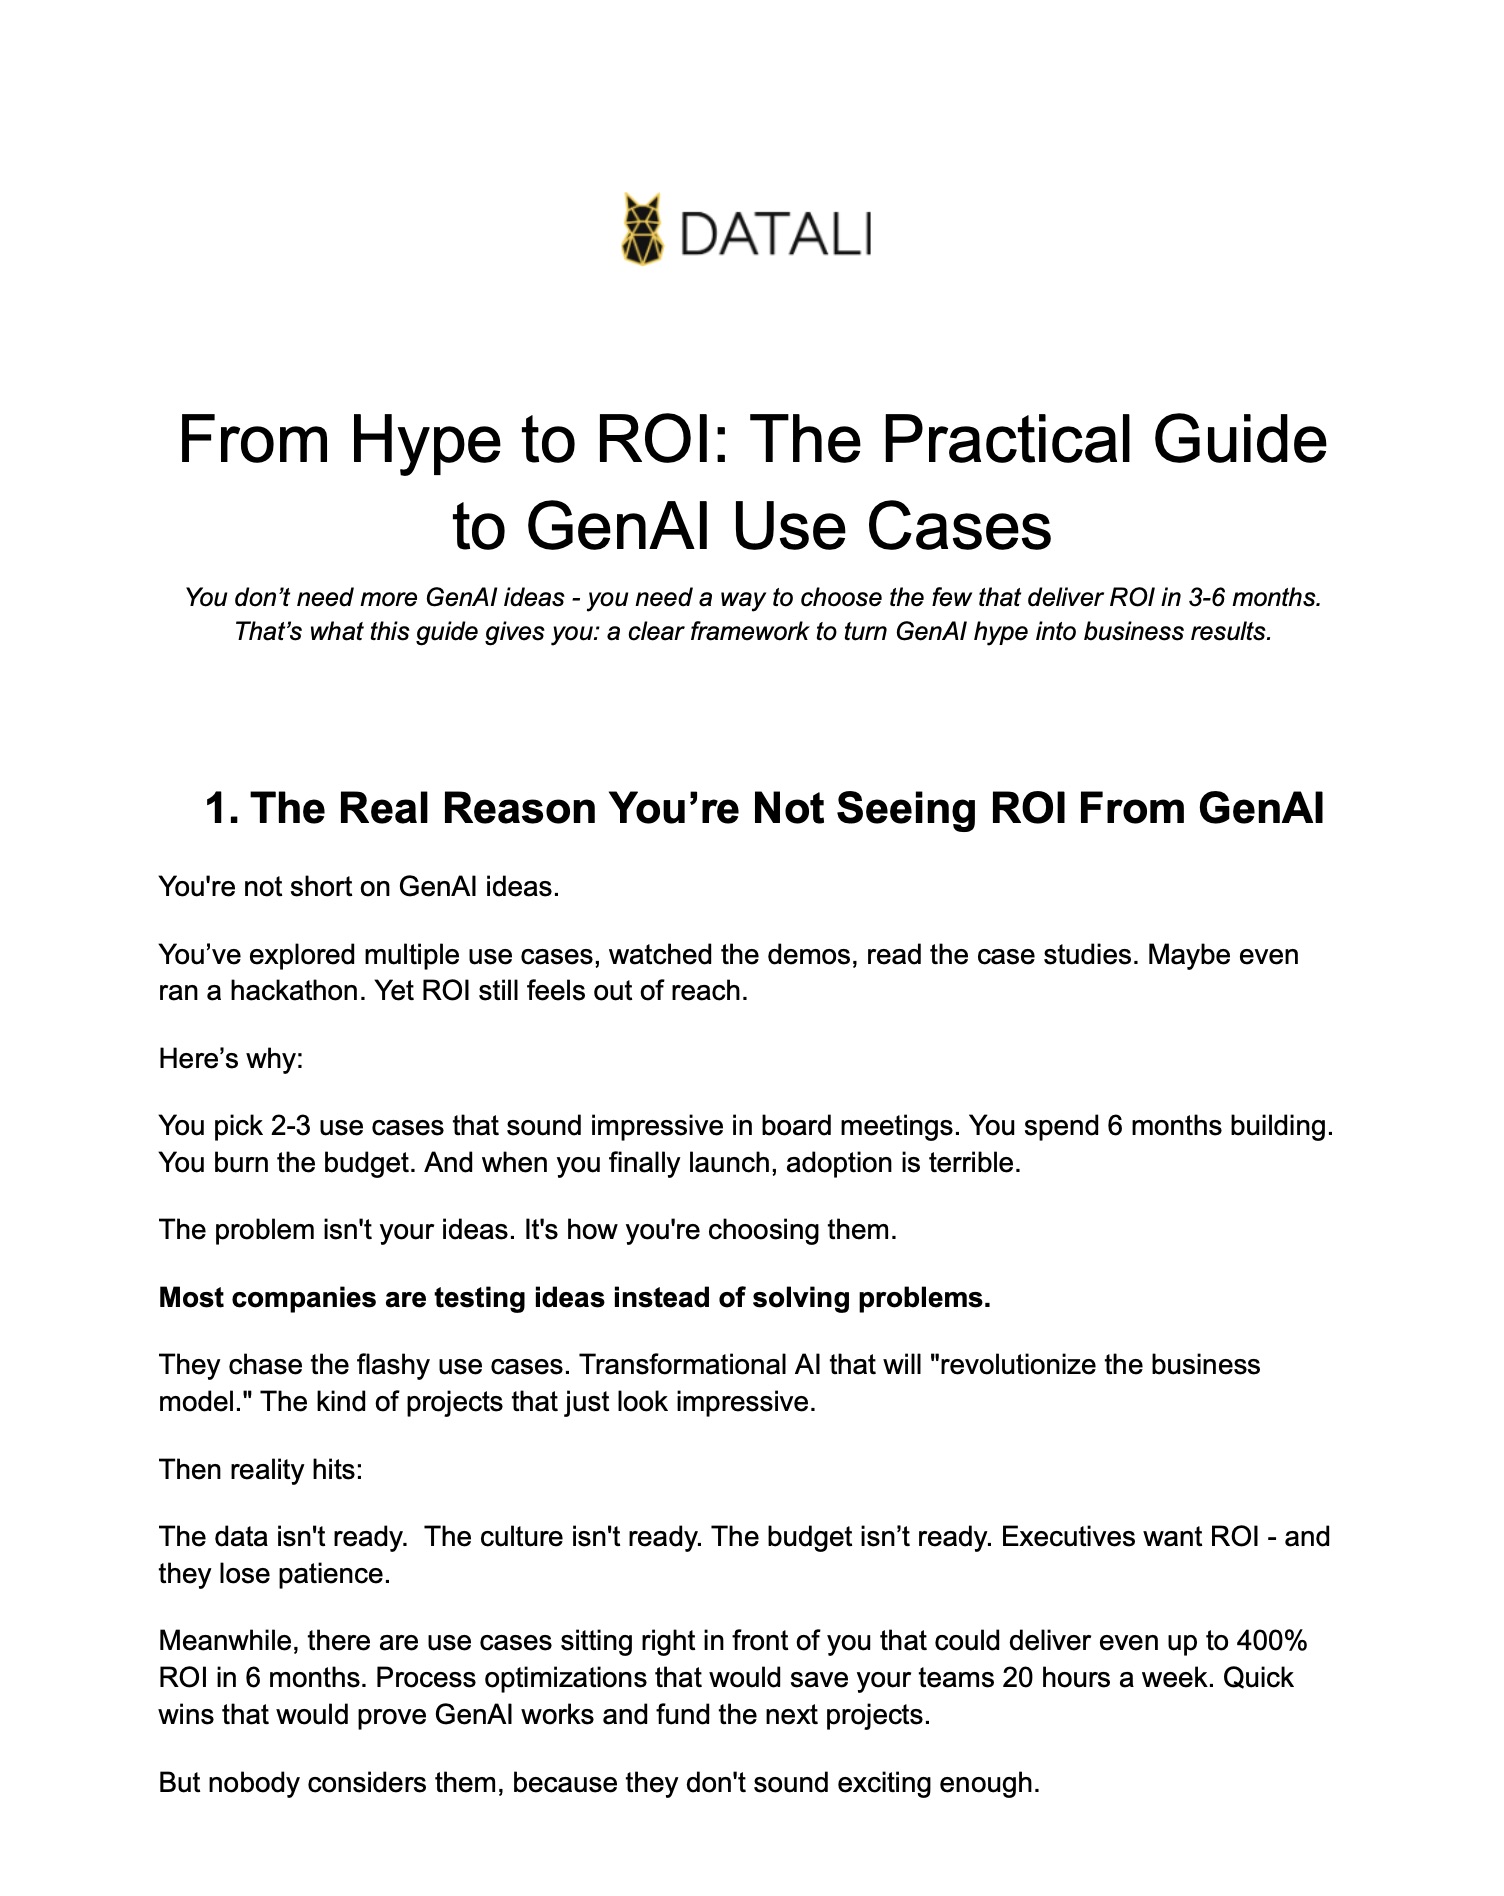 DATALI
From Hype to ROI: The Practical Guide
to GenAI Use Cases
You don’t need more GenAI ideas - you need a way to choose the few that deliver ROI in 3-6 months.
That’s what this guide gives you: a clear framework to turn GenAI hype into business results.
1. The Real Reason You’re Not Seeing ROI From GenAI
You're not short on GenAI ideas.
You’ve explored multiple use cases, watched the demos, read the case studies. Maybe even
ran a hackathon. Yet ROI still feels out of reach.
Here’s why:
You pick 2-3 use cases that sound impressive in board meetings. You spend 6 months building.
You burn the budget. And when you finally launch, adoption is terrible.
The problem isn't your ideas. It's how you're choosing them.
Most companies are testing ideas instead of solving problems.
They chase the flashy use cases. Transformational AI that will "revolutionize the business
model." The kind of projects that just look impressive.
Then reality hits:
The data isn't ready.  The culture isn't ready. The budget isn’t ready. Executives want ROI - and
they lose patience.
Meanwhile, there are use cases sitting right in front of you that could deliver even up to 400%
ROI in 6 months. Process optimizations that would save your teams 20 hours a week. Quick
wins that would prove GenAI works and fund the next projects.
But nobody considers them, because they don't sound exciting enough.